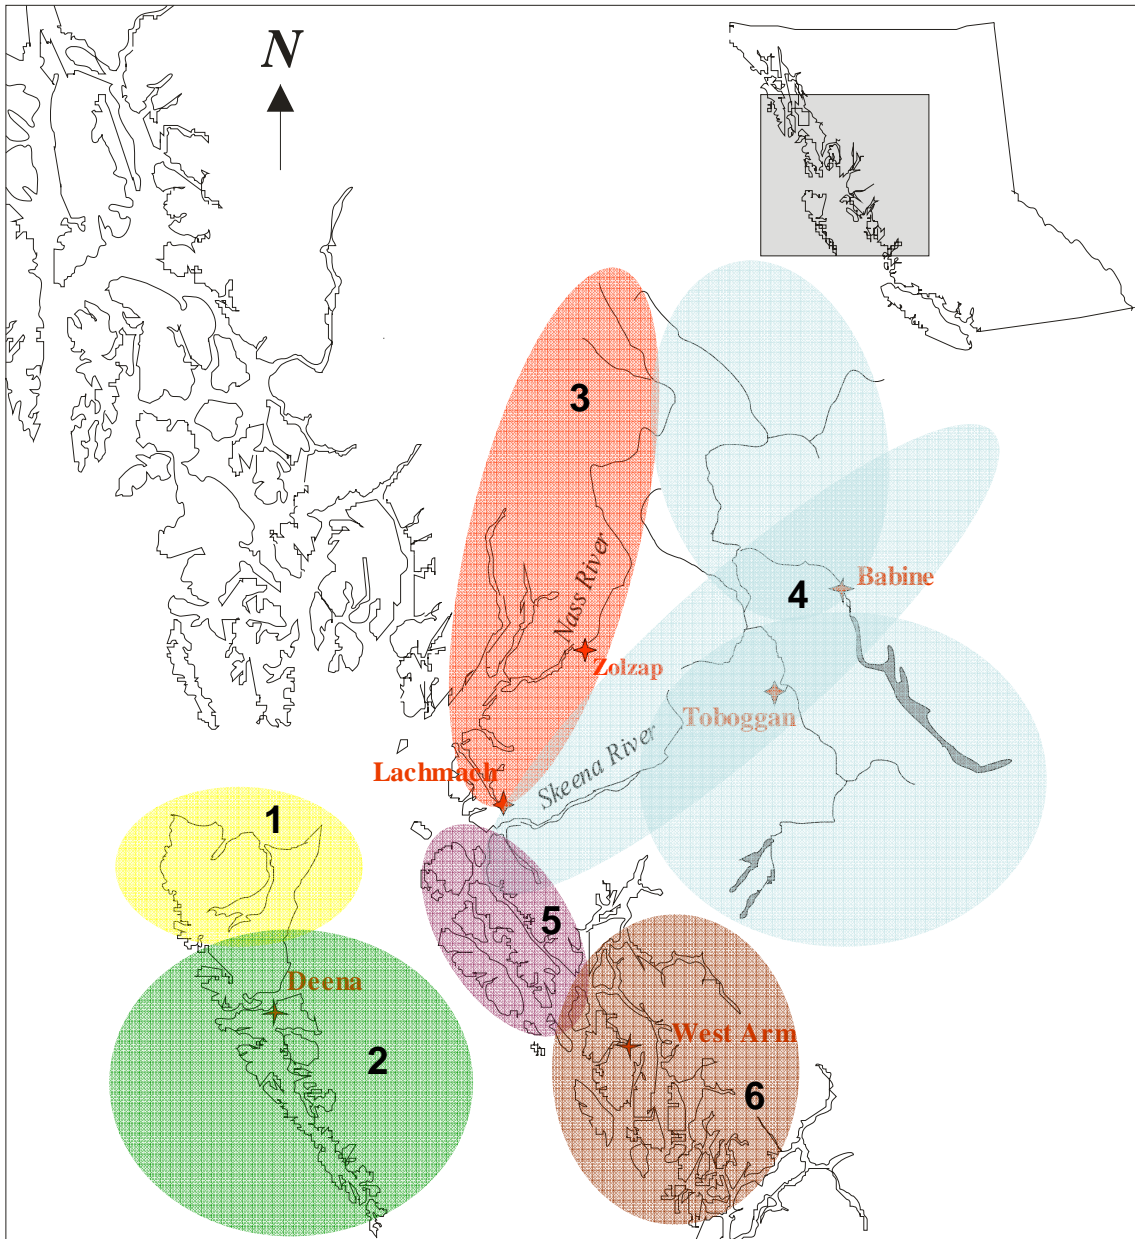 N
3
Nass River
4
Babine
Zolzap
Toboggan
Skeena River
Lachmach
1
5
Deena
West Arm
2
6